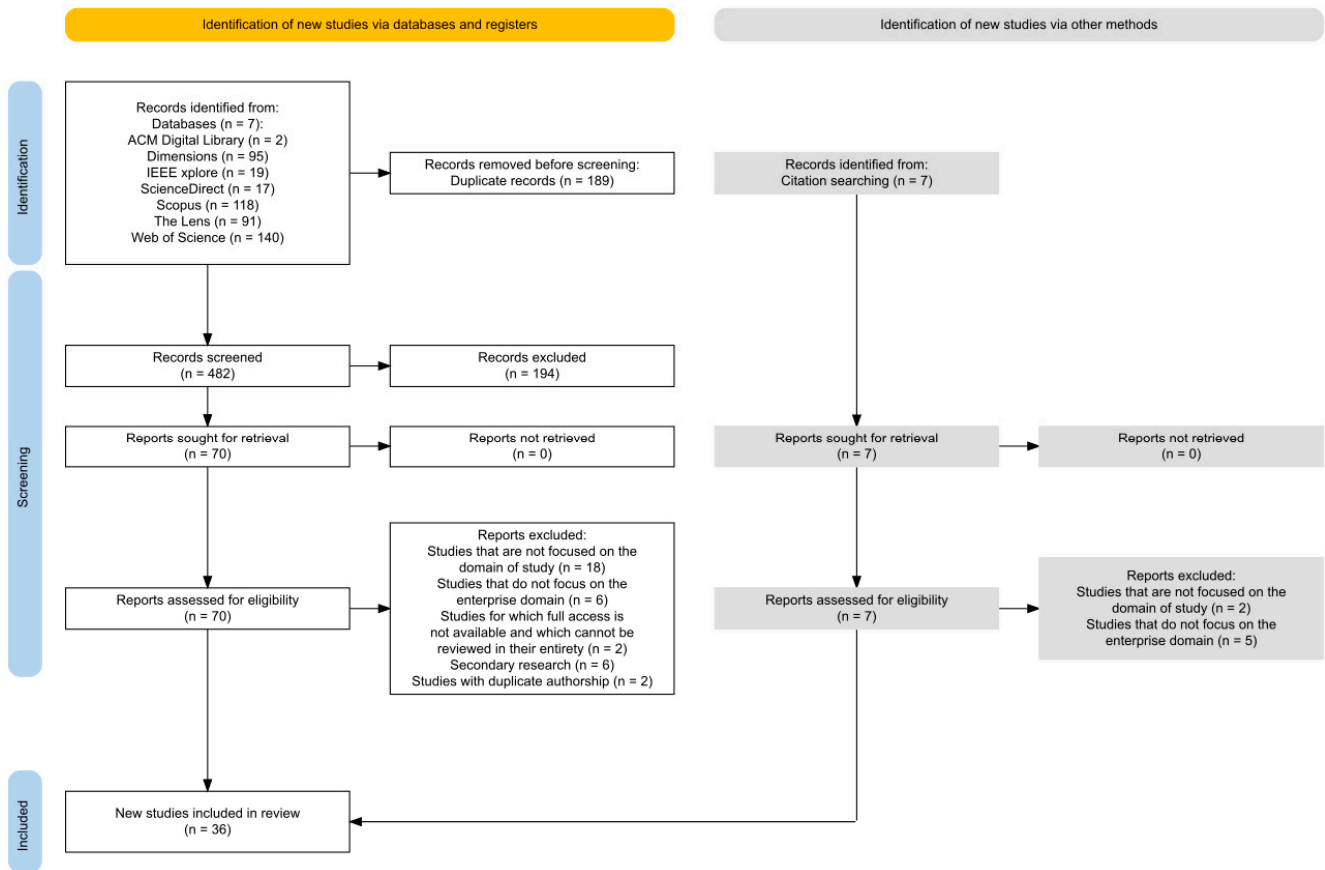 Identification of new studies via databases and registers
Identification of new studies via other methods
Identification
Records identified from:
Databases (n = 7):
ACM Digital Library (n = 2)
Dimensions (n = 95)
IEEE xplore (n = 19)
ScienceDirect (n = 17)
Scopus (n = 118)
The Lens (n = 91)
Web of Science (n = 140)
Records removed before screening:
Duplicate records (n = 189)
Records identified from:
Citation searching (n = 7)
Screening
Records screened
(n = 482)
Records excluded
(n = 194)
Reports sought for retrieval
(n = 70)
Reports not retrieved
(n = 0)
Reports sought for retrieval
(n = 7)
Reports not retrieved
(n = 0)
Reports assessed for eligibility
(n = 70)
Reports excluded:
Studies that are not focused on the
domain of study (n = 18)
Studies that do not focus on the
enterprise domain (n = 6)
Studies for which full access is
not available and which cannot be
reviewed in their entirety (n = 2)
Secondary research (n = 6)
Studies with duplicate authorship (n = 2)
Reports assessed for eligibility
(n = 7)
Reports excluded:
Studies that are not focused on the
domain of study (n = 2)
Studies that do not focus on the
enterprise domain (n = 5)
Included
New studies included in review
(n = 36)